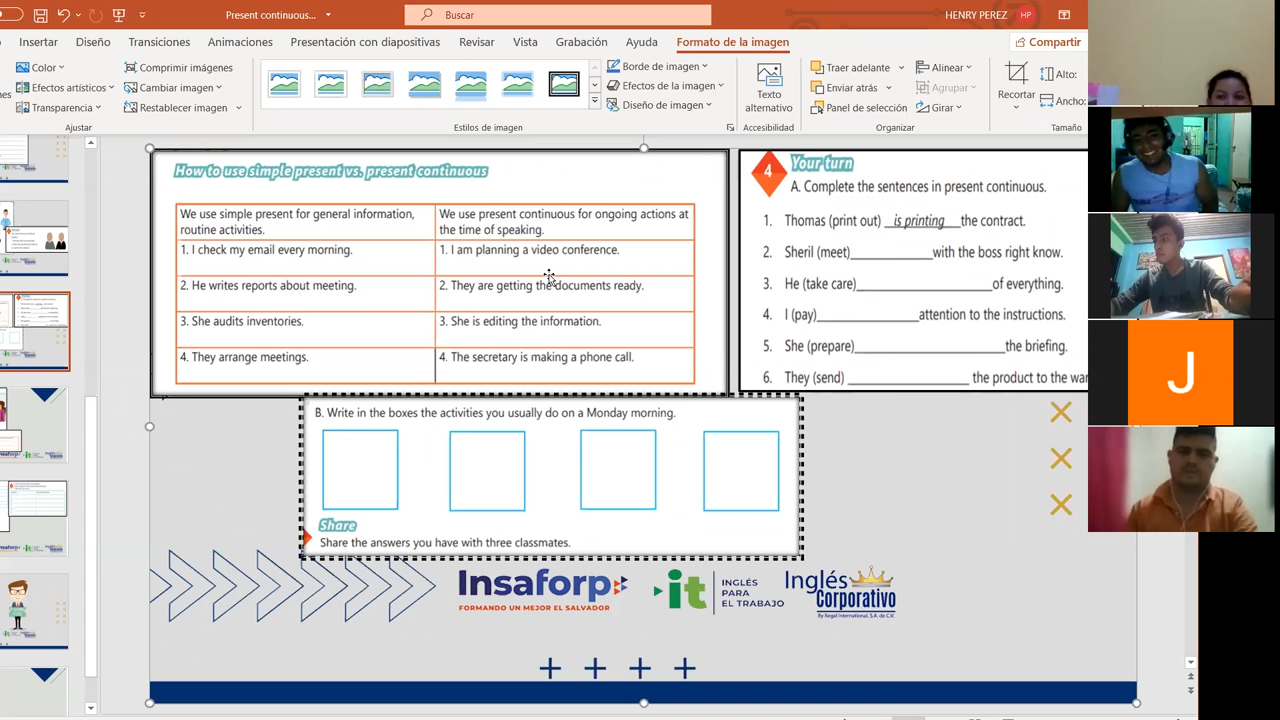 Present continuous...
Buscar
HENRY PEREZ
HP
Insertar
Diseño
Transiciones
Animaciones
Presentación con diapositivas
Revisar
Vista
Grabación
Ayuda
Formato de la imagen
Compartir
Color
Comprimir imágenes
Efectos artísticos
Cambiar imagen
Transparencia
Restablecer imagen
Ajustar
Estilos de imagen
Borde de imagen
Efectos de la imagen
Diseño de imagen
Texto
alternativo
Accesibilidad
Traer adelante
Enviar atrás
Panel de selección
Alinear
Agrupar
Girar
Organizar
Recortar
Alto:
Ancho:
Tamaño
How to use simple present vs. present continuous
We use simple present for general information,
routine activities.
We use present continuous for ongoing actions at
the time of speaking.
1. I check my email every morning.
1. I am planning a video conference.
2. He writes reports about meeting.
2. They are getting the documents ready.
3. She audits inventories.
3. She is editing the information.
4. They arrange meetings.
4. The secretary is making a phone call.
4
Your turn
A. Complete the sentences in present continuous.
1. Thomas (print out) _is printing___the contract.
2. Sheril (meet)____________with the boss right know.
3. He (take care)____________________of everything.
4. I (pay)_______________attention to the instructions.
5. She (prepare)______________________the briefing.
6. They (send) __________________ the product to the
B. Write in the boxes the activities you usually do on a Monday morning.
Share
Share the answers you have with three classmates.
Insaforp
FORMANDO UN MEJOR EL SALVADOR
it
INGLÉS
PARA
EL TRABAJO
Inglés
Corporativo
By Regal International, S.A. de C.V.
J